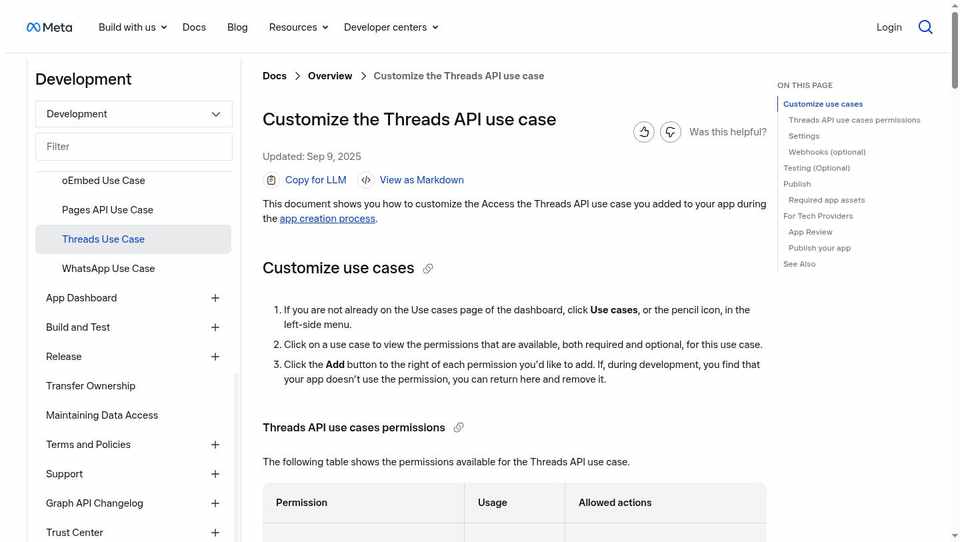 Meta
Build with us
Docs
Blog
Resources
Developer centers
Login
Development
Development
Filter
oEmbed Use Case
Pages API Use Case
Threads Use Case
WhatsApp Use Case
App Dashboard
Build and Test
Release
Transfer Ownership
Maintaining Data Access
Terms and Policies
Support
Graph API Changelog
Trust Center
Docs > Overview > Customize the Threads API use case
Customize the Threads API use case
Was this helpful?
Updated: Sep 9, 2025
Copy for LLM
View as Markdown
This document shows you how to customize the Access the Threads API use case you added to your app during
the app creation process.
Customize use cases
1. If you are not already on the Use cases page of the dashboard, click Use cases, or the pencil icon, in the
left-side menu.
2. Click on a use case to view the permissions that are available, both required and optional, for this use case.
3. Click the Add button to the right of each permission you'd like to add. If, during development, you find that
your app doesn't use the permission, you can return here and remove it.
Threads API use cases permissions
The following table shows the permissions available for the Threads API use case.
Permission
Usage
Allowed actions
ON THIS PAGE
Customize use cases
Threads API use cases permissions
Settings
Webhooks (optional)
Testing (Optional)
Publish
Required app assets
For Tech Providers
App Review
Publish your app
See Also